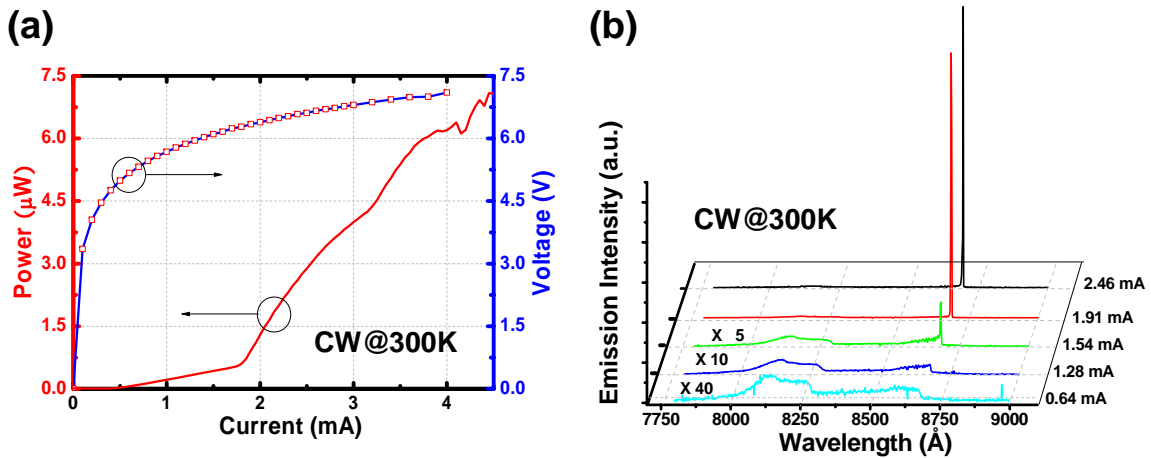 (a)
(b)
7.5
6.0
4.5
3.0
1.5
0.0
Power (μW)
7.5
6.0
4.5
3.0
1.5
0.0
Voltage (V)
CW@300K
0 1 2 3 4
Current (mA)
Emission Intensity (a.u.)
CW@300K
2.46 mA
1.91 mA
X 5
1.54 mA
X 10
1.28 mA
X 40
0.64 mA
7750 8000 8250 8500 8750 9000
Wavelength (Å)